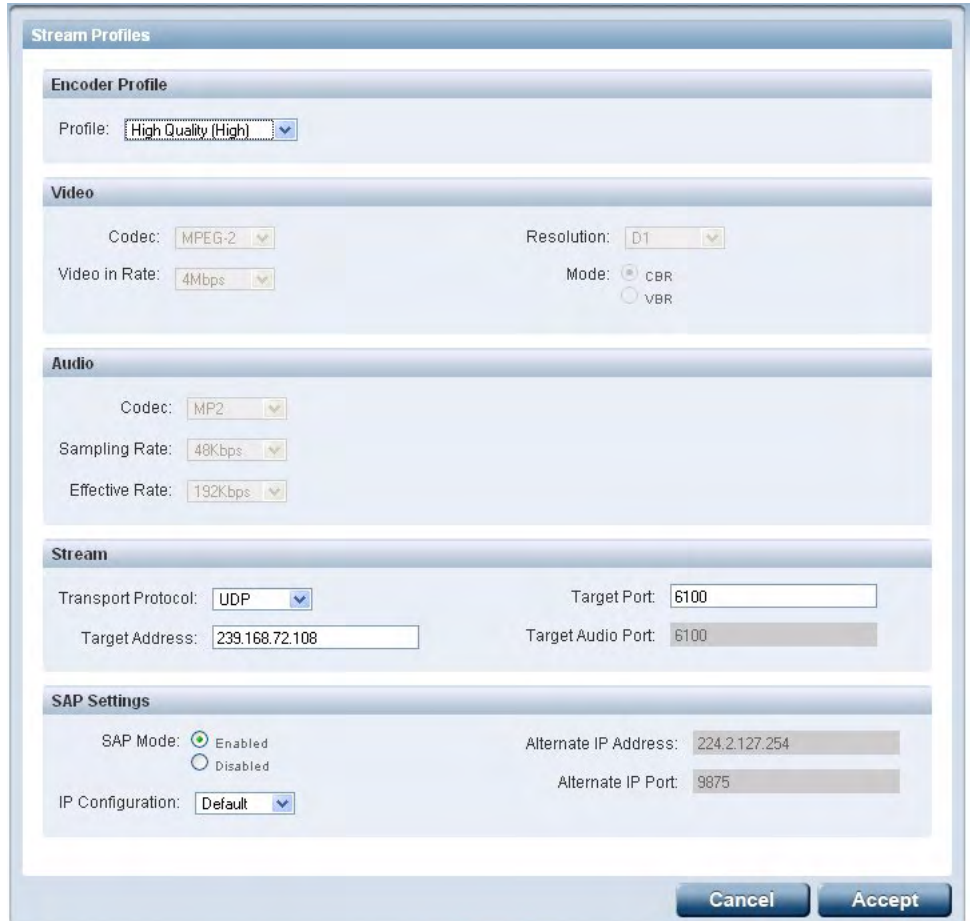 Stream Profiles
Encoder Profile
Profile: High Quality (High)
Video
Codec: MPEG-2
Resolution: D1
Video in Rate: 4Mbps
Mode: CBR
VBR
Audio
Codec: MP2
Sampling Rate: 48Kbps
Effective Rate: 192Kbps
Stream
Transport Protocol: UDP
Target Port: 6100
Target Address: 239.168.72.108
Target Audio Port: 6100
SAP Settings
SAP Mode: Enabled
Disabled
Alternate IP Address: 224.2.127.254
Alternate IP Port: 9875
IP Configuration: Default
Cancel
Accept